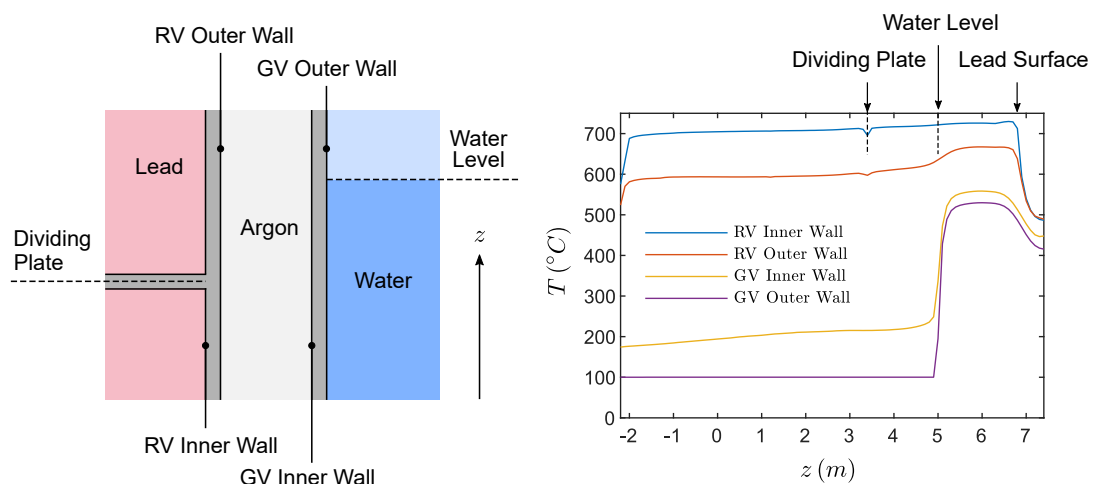 RV Outer Wall
GV Outer Wall
Lead
Water
Level
Dividing
Plate
Argon
z
Water
RV Inner Wall
GV Inner Wall
Water Level
Dividing Plate
Lead Surface
700
600
500
400
300
200
100
0
T (°C)
RV Inner Wall
RV Outer Wall
GV Inner Wall
GV Outer Wall
-2 -1 0 1 2 3 4 5 6 7
z (m)